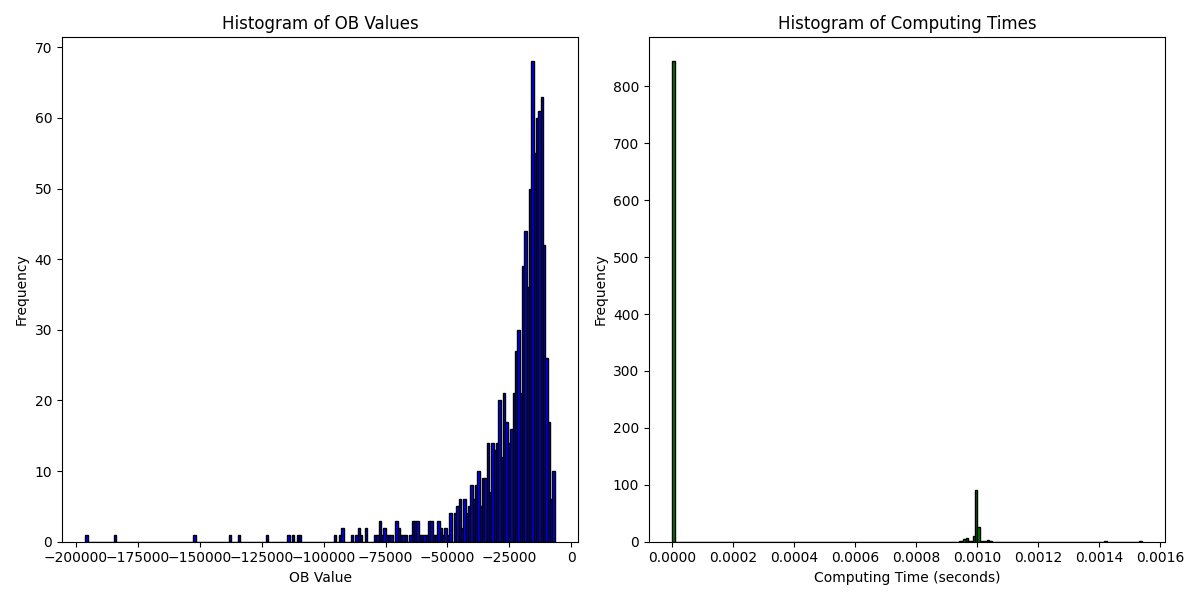 Histogram of OB Values
Frequency
70
60
50
40
30
20
10
0
−200000 −175000 −150000 −125000 −100000 −75000 −50000 −25000 0
OB Value
Histogram of Computing Times
Frequency
800
700
600
500
400
300
200
100
0
0.0000 0.0002 0.0004 0.0006 0.0008 0.0010 0.0012 0.0014 0.0016
Computing Time (seconds)